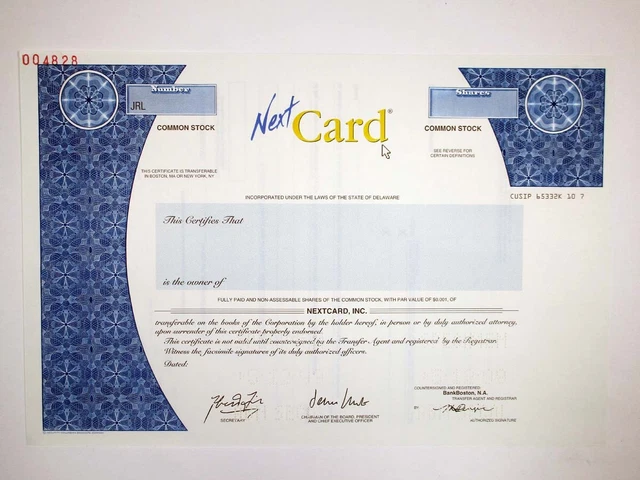 004828
Number
JRL
COMMON STOCK
THIS CERTIFICATE IS TRANSFERABLE
IN BOSTON, MA OR NEW YORK, NY
Next Card®
Shares
COMMON STOCK
SEE REVERSE FOR
CERTAIN DEFINITIONS
INCORPORATED UNDER THE LAWS OF THE STATE OF DELAWARE
CUSIP 65332K 10 7
This Certifies That
is the owner of
FULLY PAID AND NON-ASSESSABLE SHARES OF THE COMMON STOCK, WITH PAR VALUE OF $0.001, OF
NEXTCARD, INC.
transferable on the books of the Corporation by the holder hereof, in person or by duly authorized attorney,
upon surrender of this certificate properly endorsed.
This certificate is not valid until countersigned by the Transfer Agent and registered by the Registrar.
Witness the facsimile signatures of its duly authorized officers.
Dated:
SECRETARY
CHAIRMAN OF THE BOARD, PRESIDENT
AND CHIEF EXECUTIVE OFFICER
COUNTERSIGNED AND REGISTERED:
BankBoston, N.A.
TRANSFER AGENT AND REGISTRAR
BY
AUTHORIZED SIGNATURE